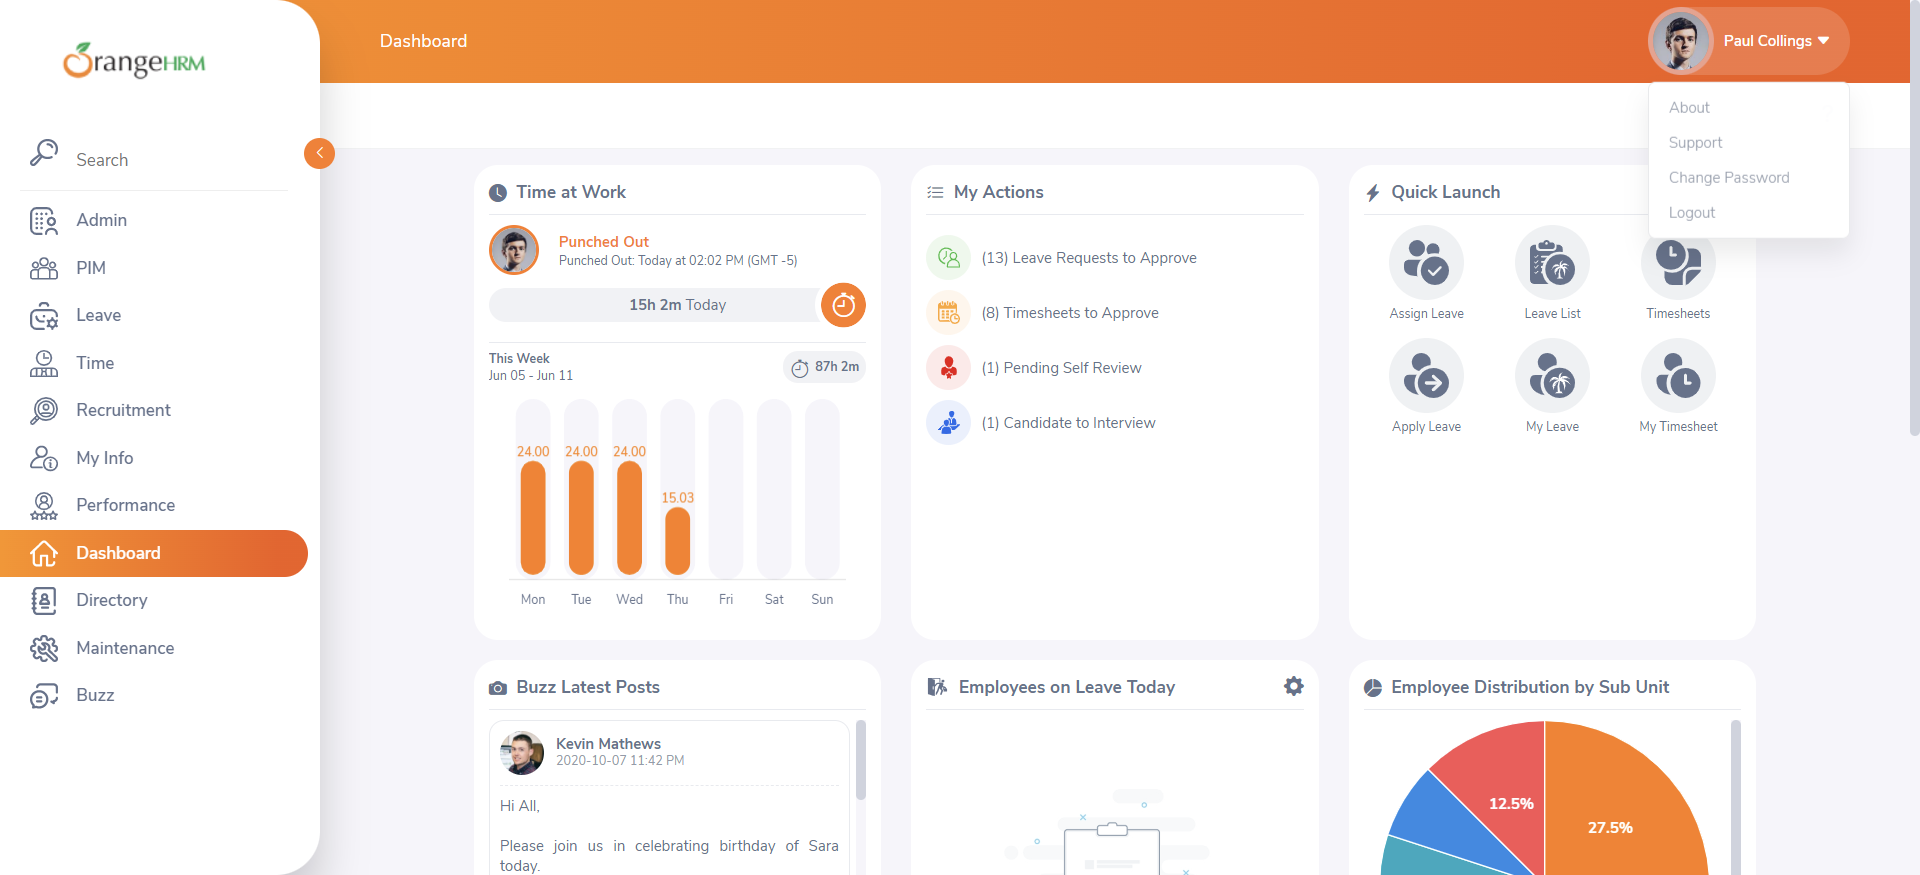 OrangeHRM
Search
Admin
PIM
Leave
Time
Recruitment
My Info
Performance
Dashboard
Directory
Maintenance
Buzz
Dashboard
Paul Collings
About
Support
Change Password
Logout
Time at Work
Punched Out
Punched Out: Today at 02:02 PM (GMT -5)
15h 2m Today
This Week
Jun 05 - Jun 11
87h 2m
24.00 24.00 24.00
15.03
Mon Tue Wed Thu Fri Sat Sun
My Actions
(13) Leave Requests to Approve
(8) Timesheets to Approve
(1) Pending Self Review
(1) Candidate to Interview
Quick Launch
Assign Leave Leave List Timesheets
Apply Leave My Leave My Timesheet
Buzz Latest Posts
Kevin Mathews
2020-10-07 11:42 PM
Hi All,
Please join us in celebrating birthday of Sara
today.
Employees on Leave Today
Employee Distribution by Sub Unit
12.5%
27.5%